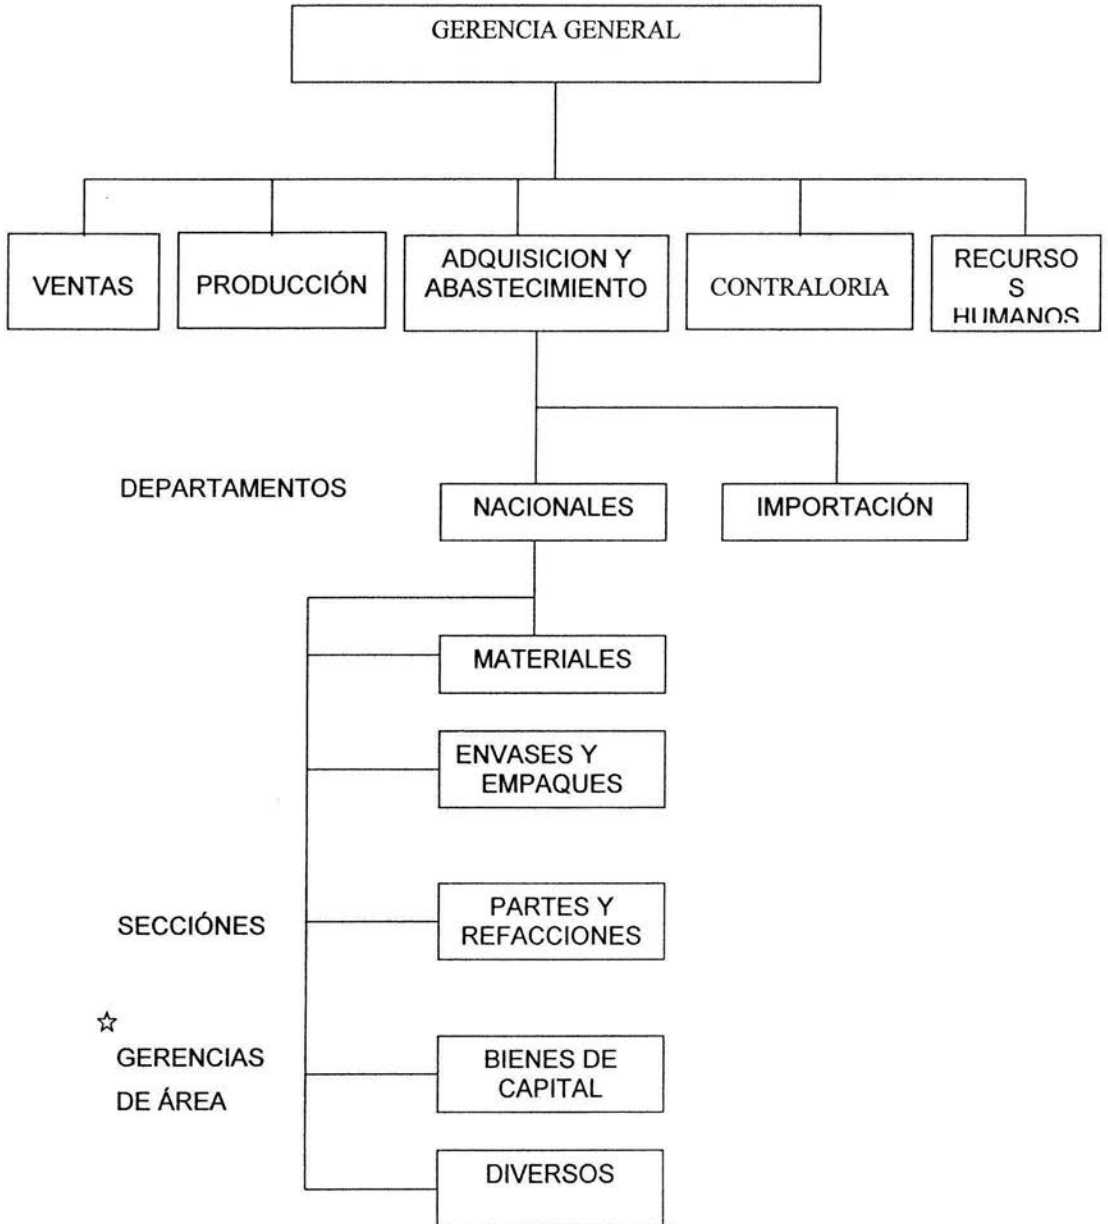 GERENCIA GENERAL
VENTAS
PRODUCCIÓN
ADQUISICION Y
ABASTECIMIENTO
CONTRALORIA
RECURSO
S
HUMANOS
DEPARTAMENTOS
NACIONALES
IMPORTACIÓN
MATERIALES
ENVASES Y
EMPAQUES
SECCIÓNES
PARTES Y
REFACCIONES
☆
GERENCIAS
DE ÁREA
BIENES DE
CAPITAL
DIVERSOS